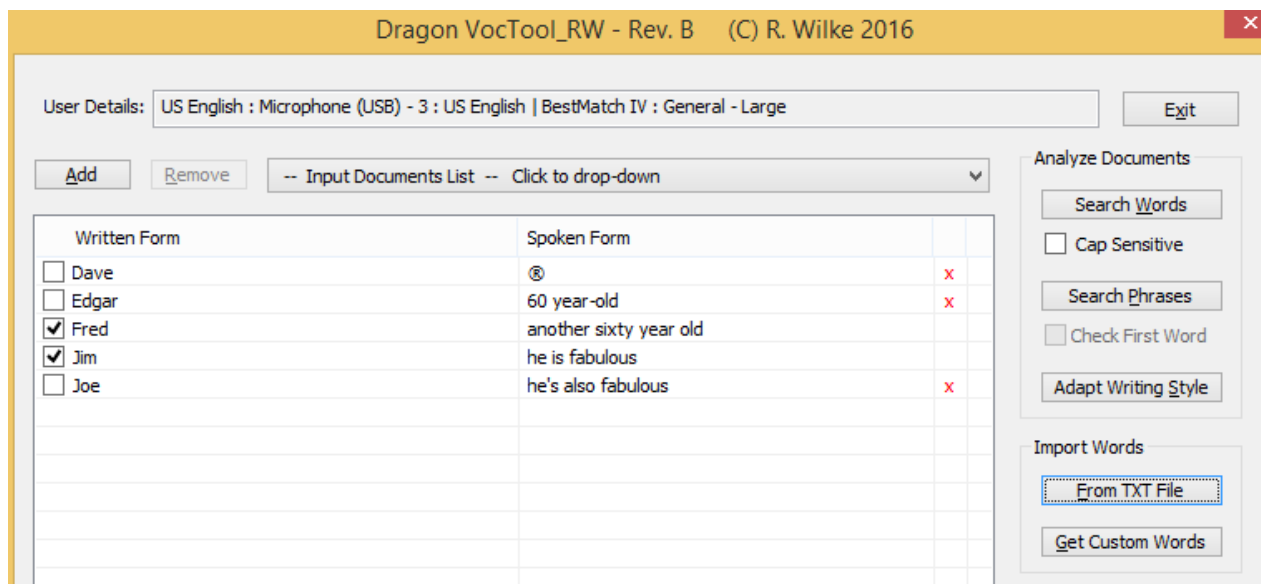 Dragon VocTool_RW - Rev. B (C) R. Wilke 2016
x
User Details: US English : Microphone (USB) - 3 : US English | BestMatch IV : General - Large
Exit
Add Remove -- Input Documents List -- Click to drop-down
Analyze Documents
Search Words
Cap Sensitive
Search Phrases
Check First Word
Adapt Writing Style
Written Form Spoken Form
Dave ® x
Edgar 60 year-old x
Fred another sixty year old
Jim he is fabulous
Joe he's also fabulous x
Import Words
From TXT File
Get Custom Words